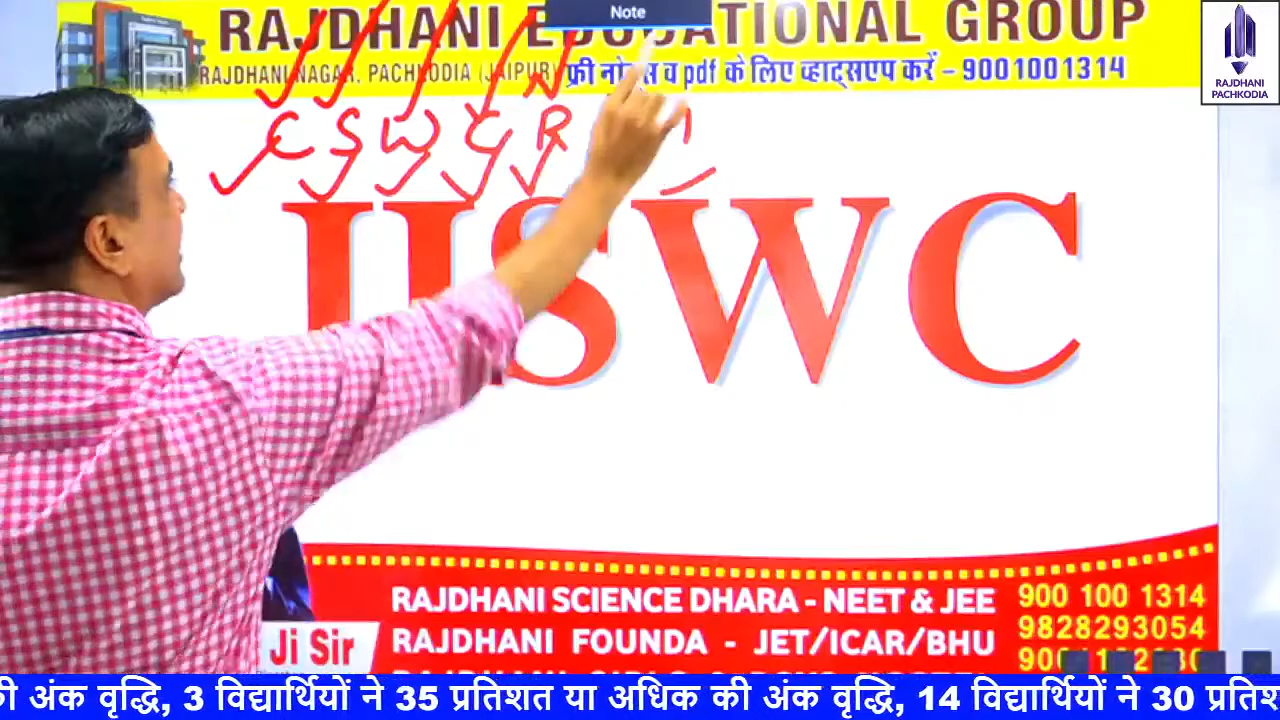 Note
RAJDHANI EDUCATIONAL GROUP
RAJDHANI NAGAR, PACHKODIA (JAIPUR) फ्री नोट्स व pdf के लिए व्हाट्सएप करें - 9001001314
RAJDHANI
PACHKODIA
C S W C R
IISWC
RAJDHANI SCIENCE DHARA - NEET & JEE 900 100 1314
Ji Sir RAJDHANI FOUNDA - JET/ICAR/BHU 9828293054
की अंक वृद्धि, 3 विद्यार्थियों ने 35 प्रतिशत या अधिक की अंक वृद्धि, 14 विद्यार्थियों ने 30 प्रतिश